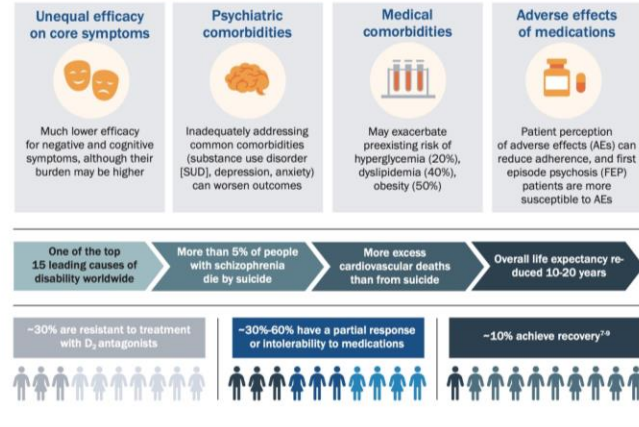 Unequal efficacy
on core symptoms
Much lower efficacy
for negative and cognitive
symptoms, although their
burden may be higher
Psychiatric
comorbidities
Inadequately addressing
common comorbidities
(substance use disorder
[SUD], depression, anxiety)
can worsen outcomes
Medical
comorbidities
May exacerbate
preexisting risk of
hyperglycemia (20%),
dyslipidemia (40%),
obesity (50%)
Adverse effects
of medications
Patient perception
of adverse effects (AEs) can
reduce adherence, and first
episode psychosis (FEP)
patients are more
susceptible to AEs
One of the top
15 leading causes of
disability worldwide
More than 5% of people
with schizophrenia
die by suicide
More excess
cardiovascular deaths
than from suicide
Overall life expectancy re-
duced 10-20 years
~30% are resistant to treatment
with D₂ antagonists
~30%-60% have a partial response
or intolerability to medications
~10% achieve recovery⁷⁻⁹